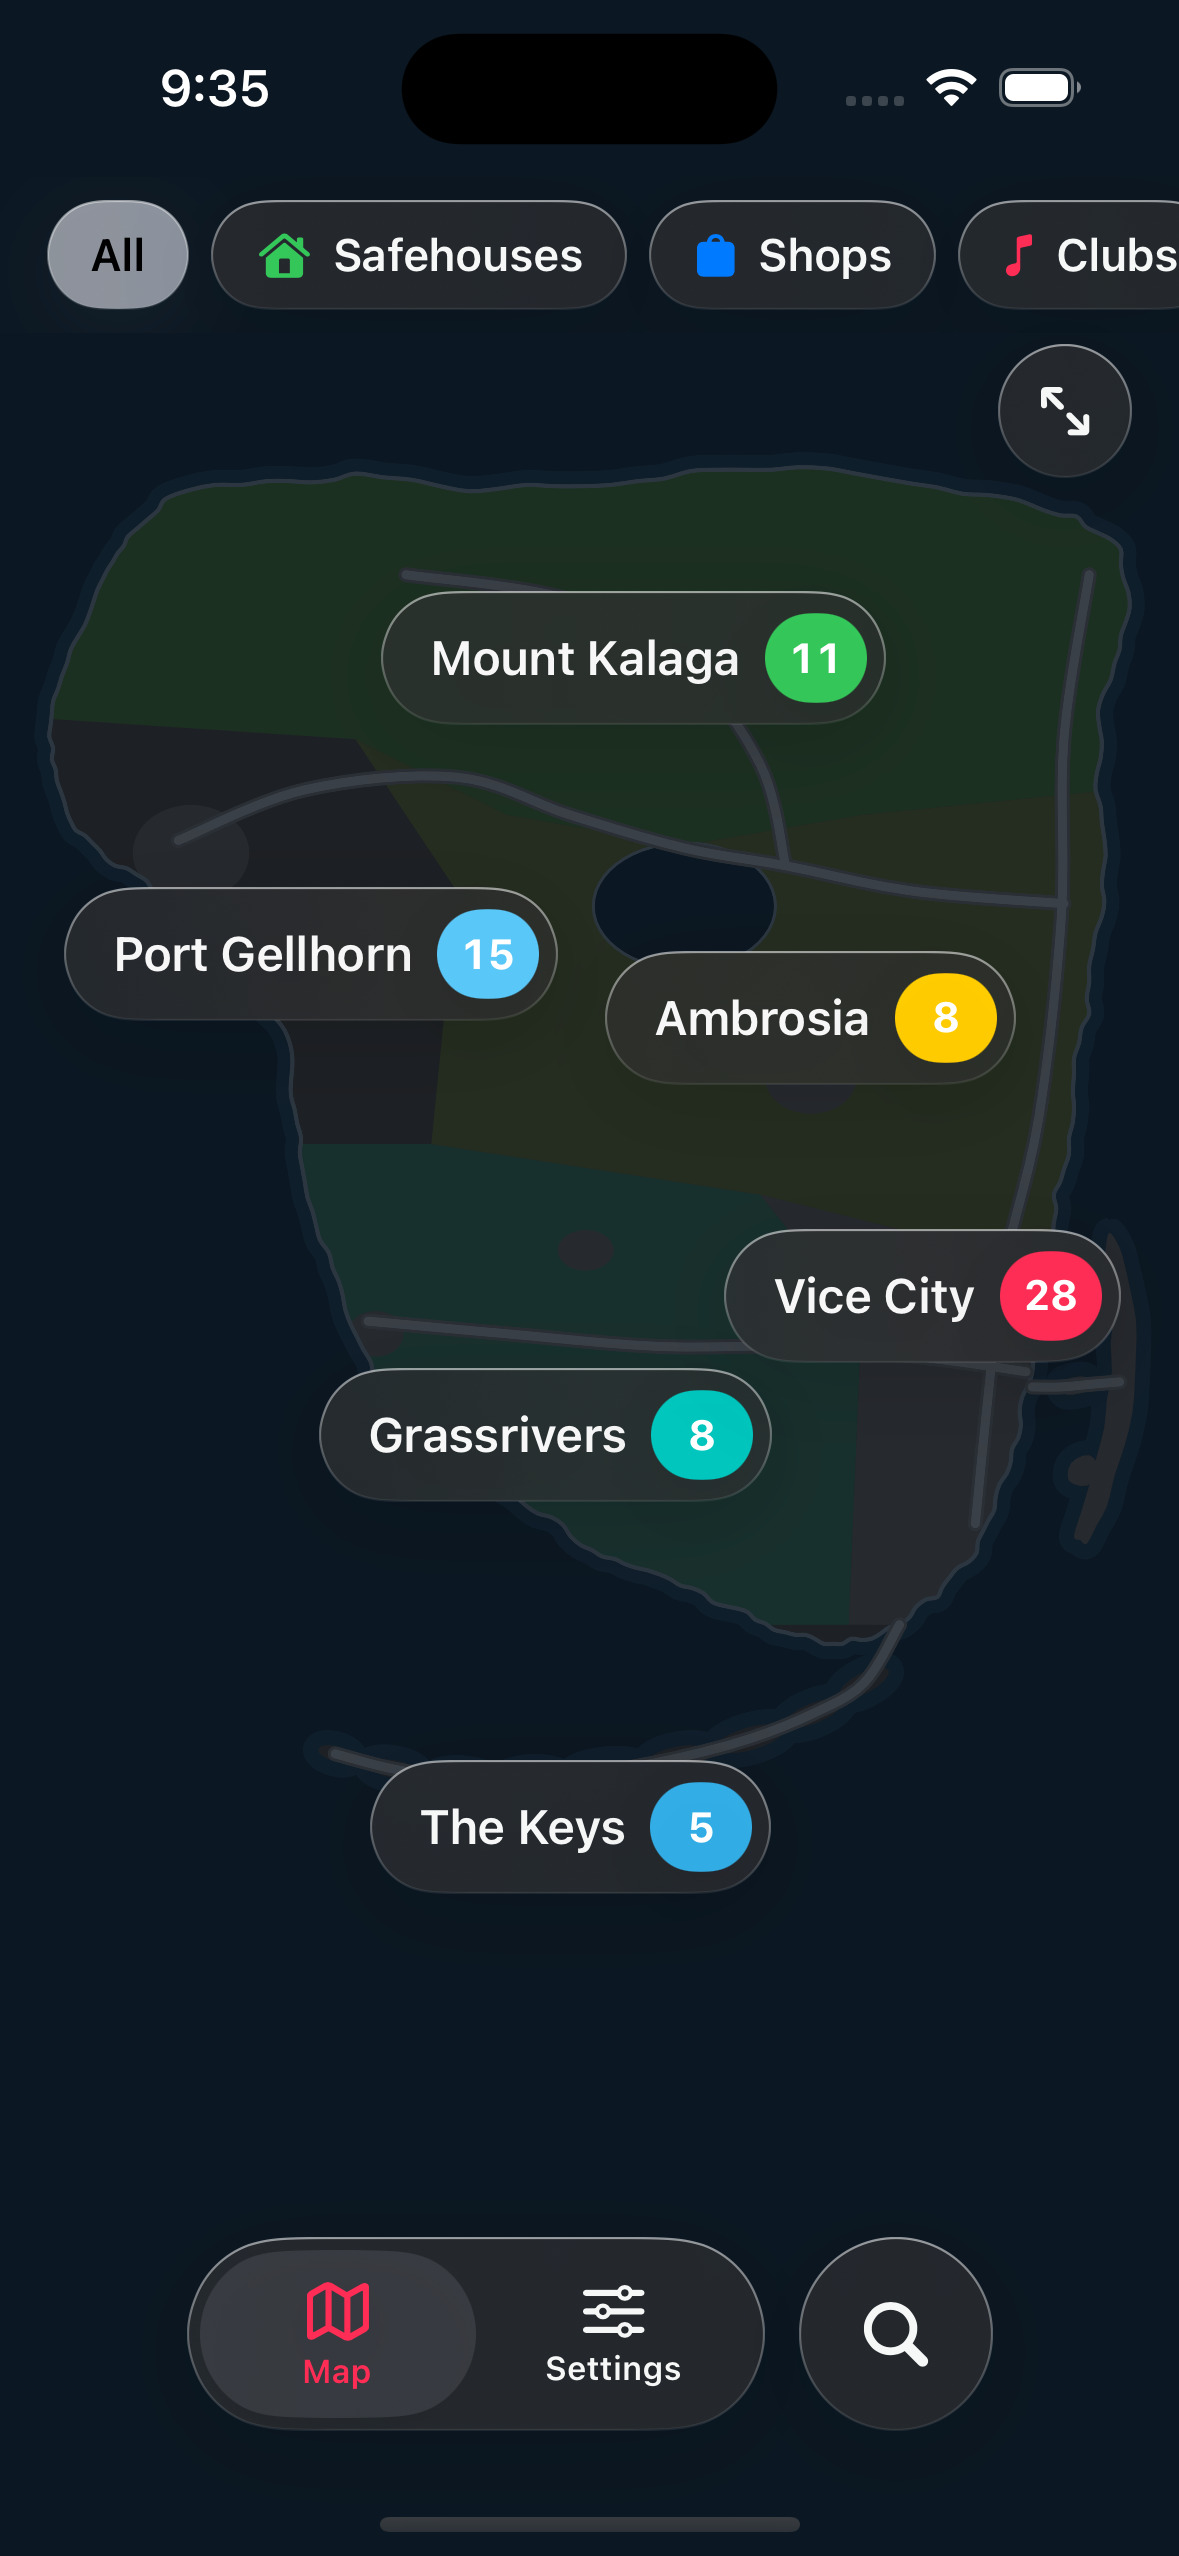 9:35
All
Safehouses
Shops
Clubs
Mount Kalaga 11
Port Gellhorn 15
Ambrosia 8
Vice City 28
Grassrivers 8
The Keys 5
Map
Settings